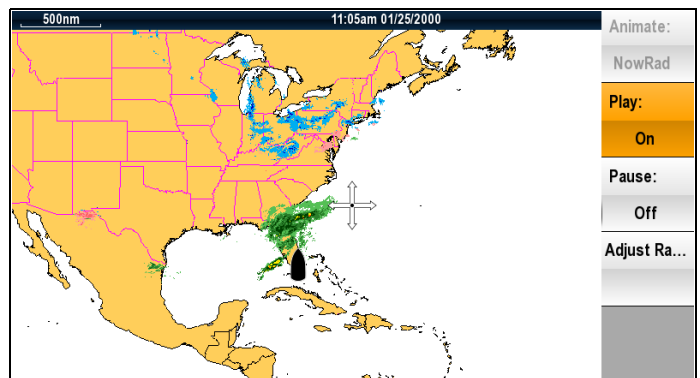 500nm
11:05am 01/25/2000
Animate:
NowRad
Play:
On
Pause:
Off
Adjust Ra...